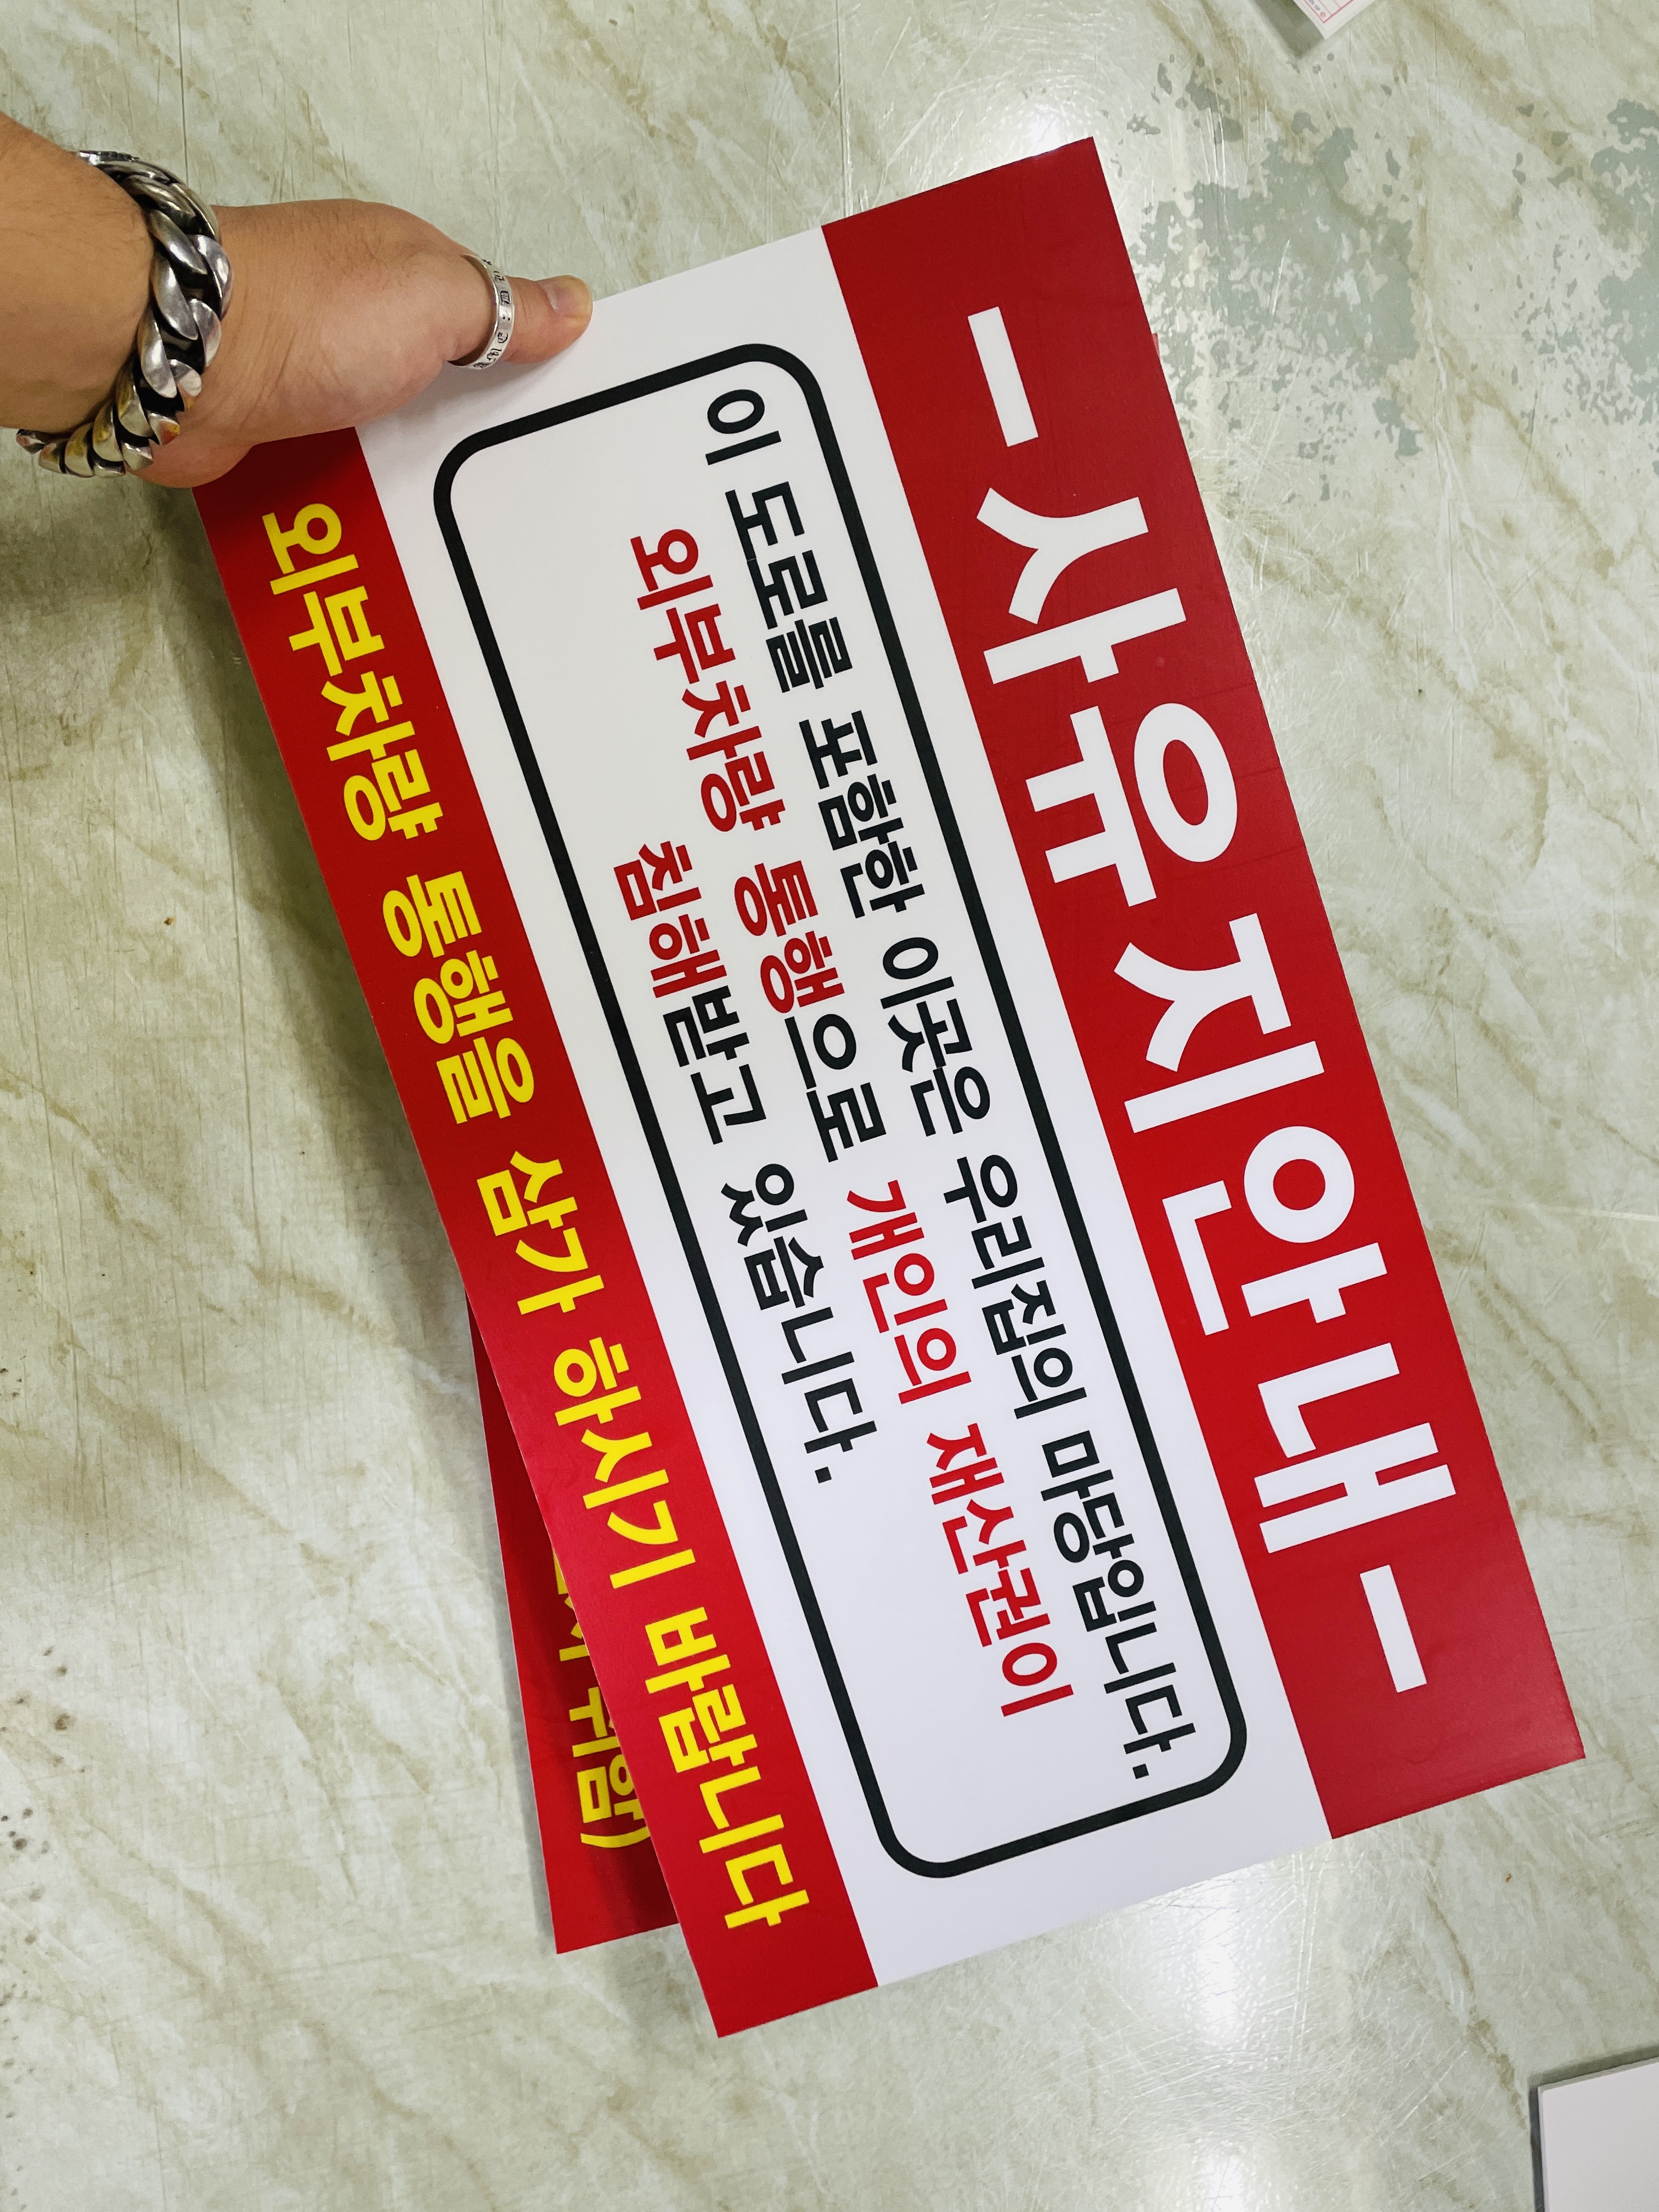 - 사유지안내 -
이 도로를 포함한 이곳은 우리집의 마당입니다.
외부차량 통행으로 개인의 재산권이
침해받고 있습니다.
외부차량 통행을 삼가 하시기 바랍니다